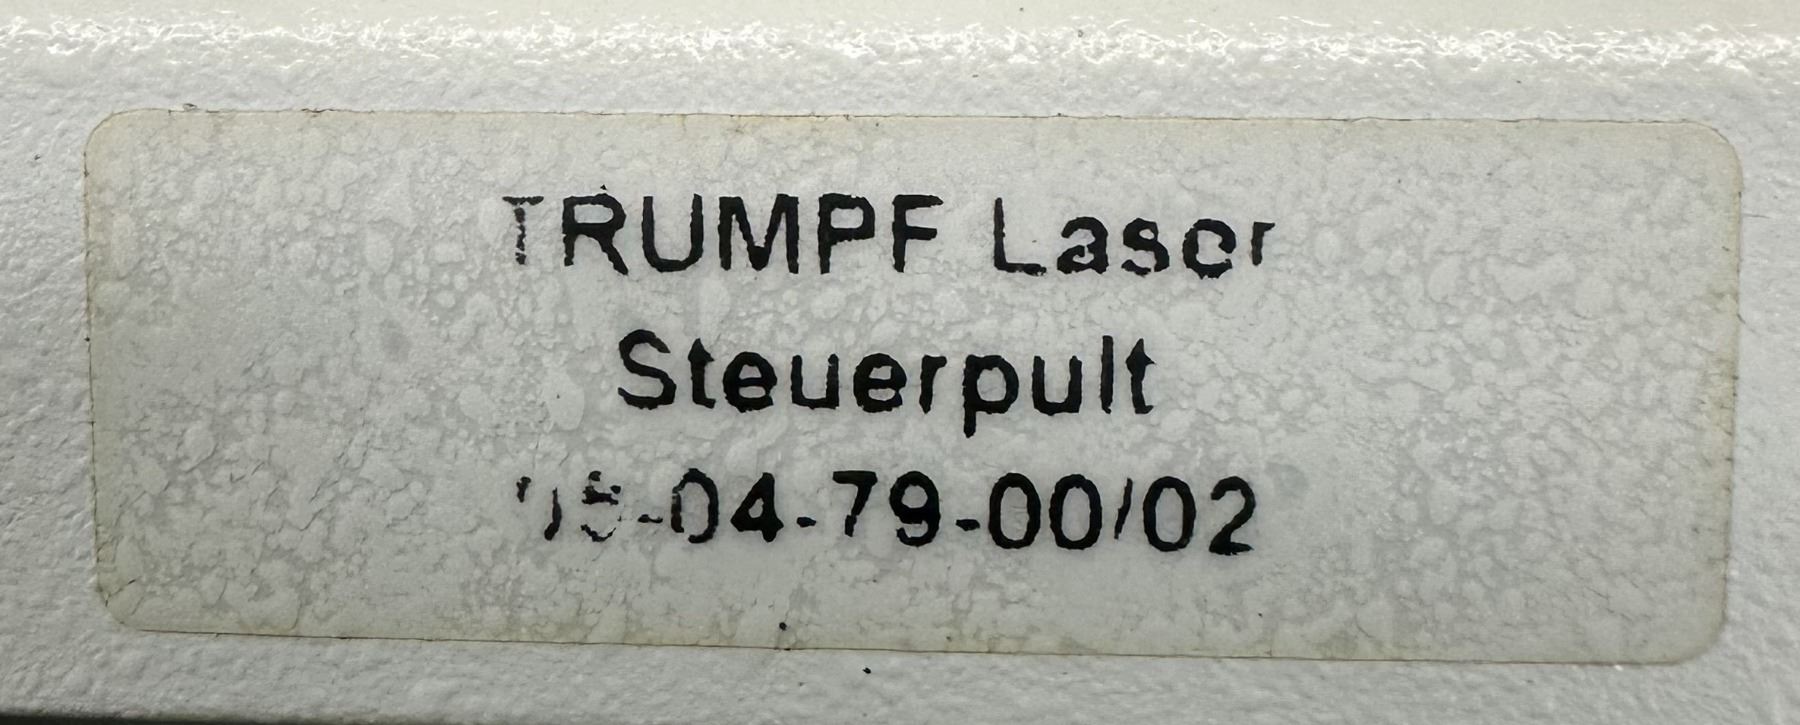 TRUMPF Laser
Steuerpult
-04-79-00/02